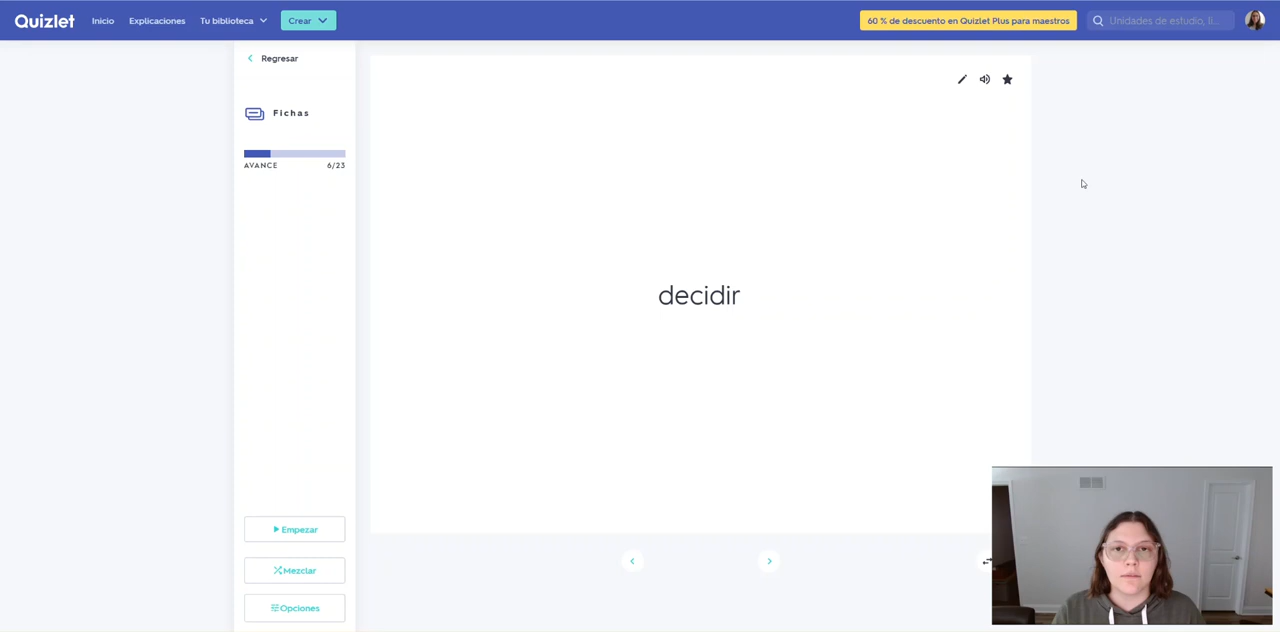 Quizlet
Inicio
Explicaciones
Tu biblioteca
Crear
60 % de descuento en Quizlet Plus para maestros
Unidades de estudio, li...
Regresar
Fichas
AVANCE 6/23
decidir
Empezar
Mezclar
Opciones